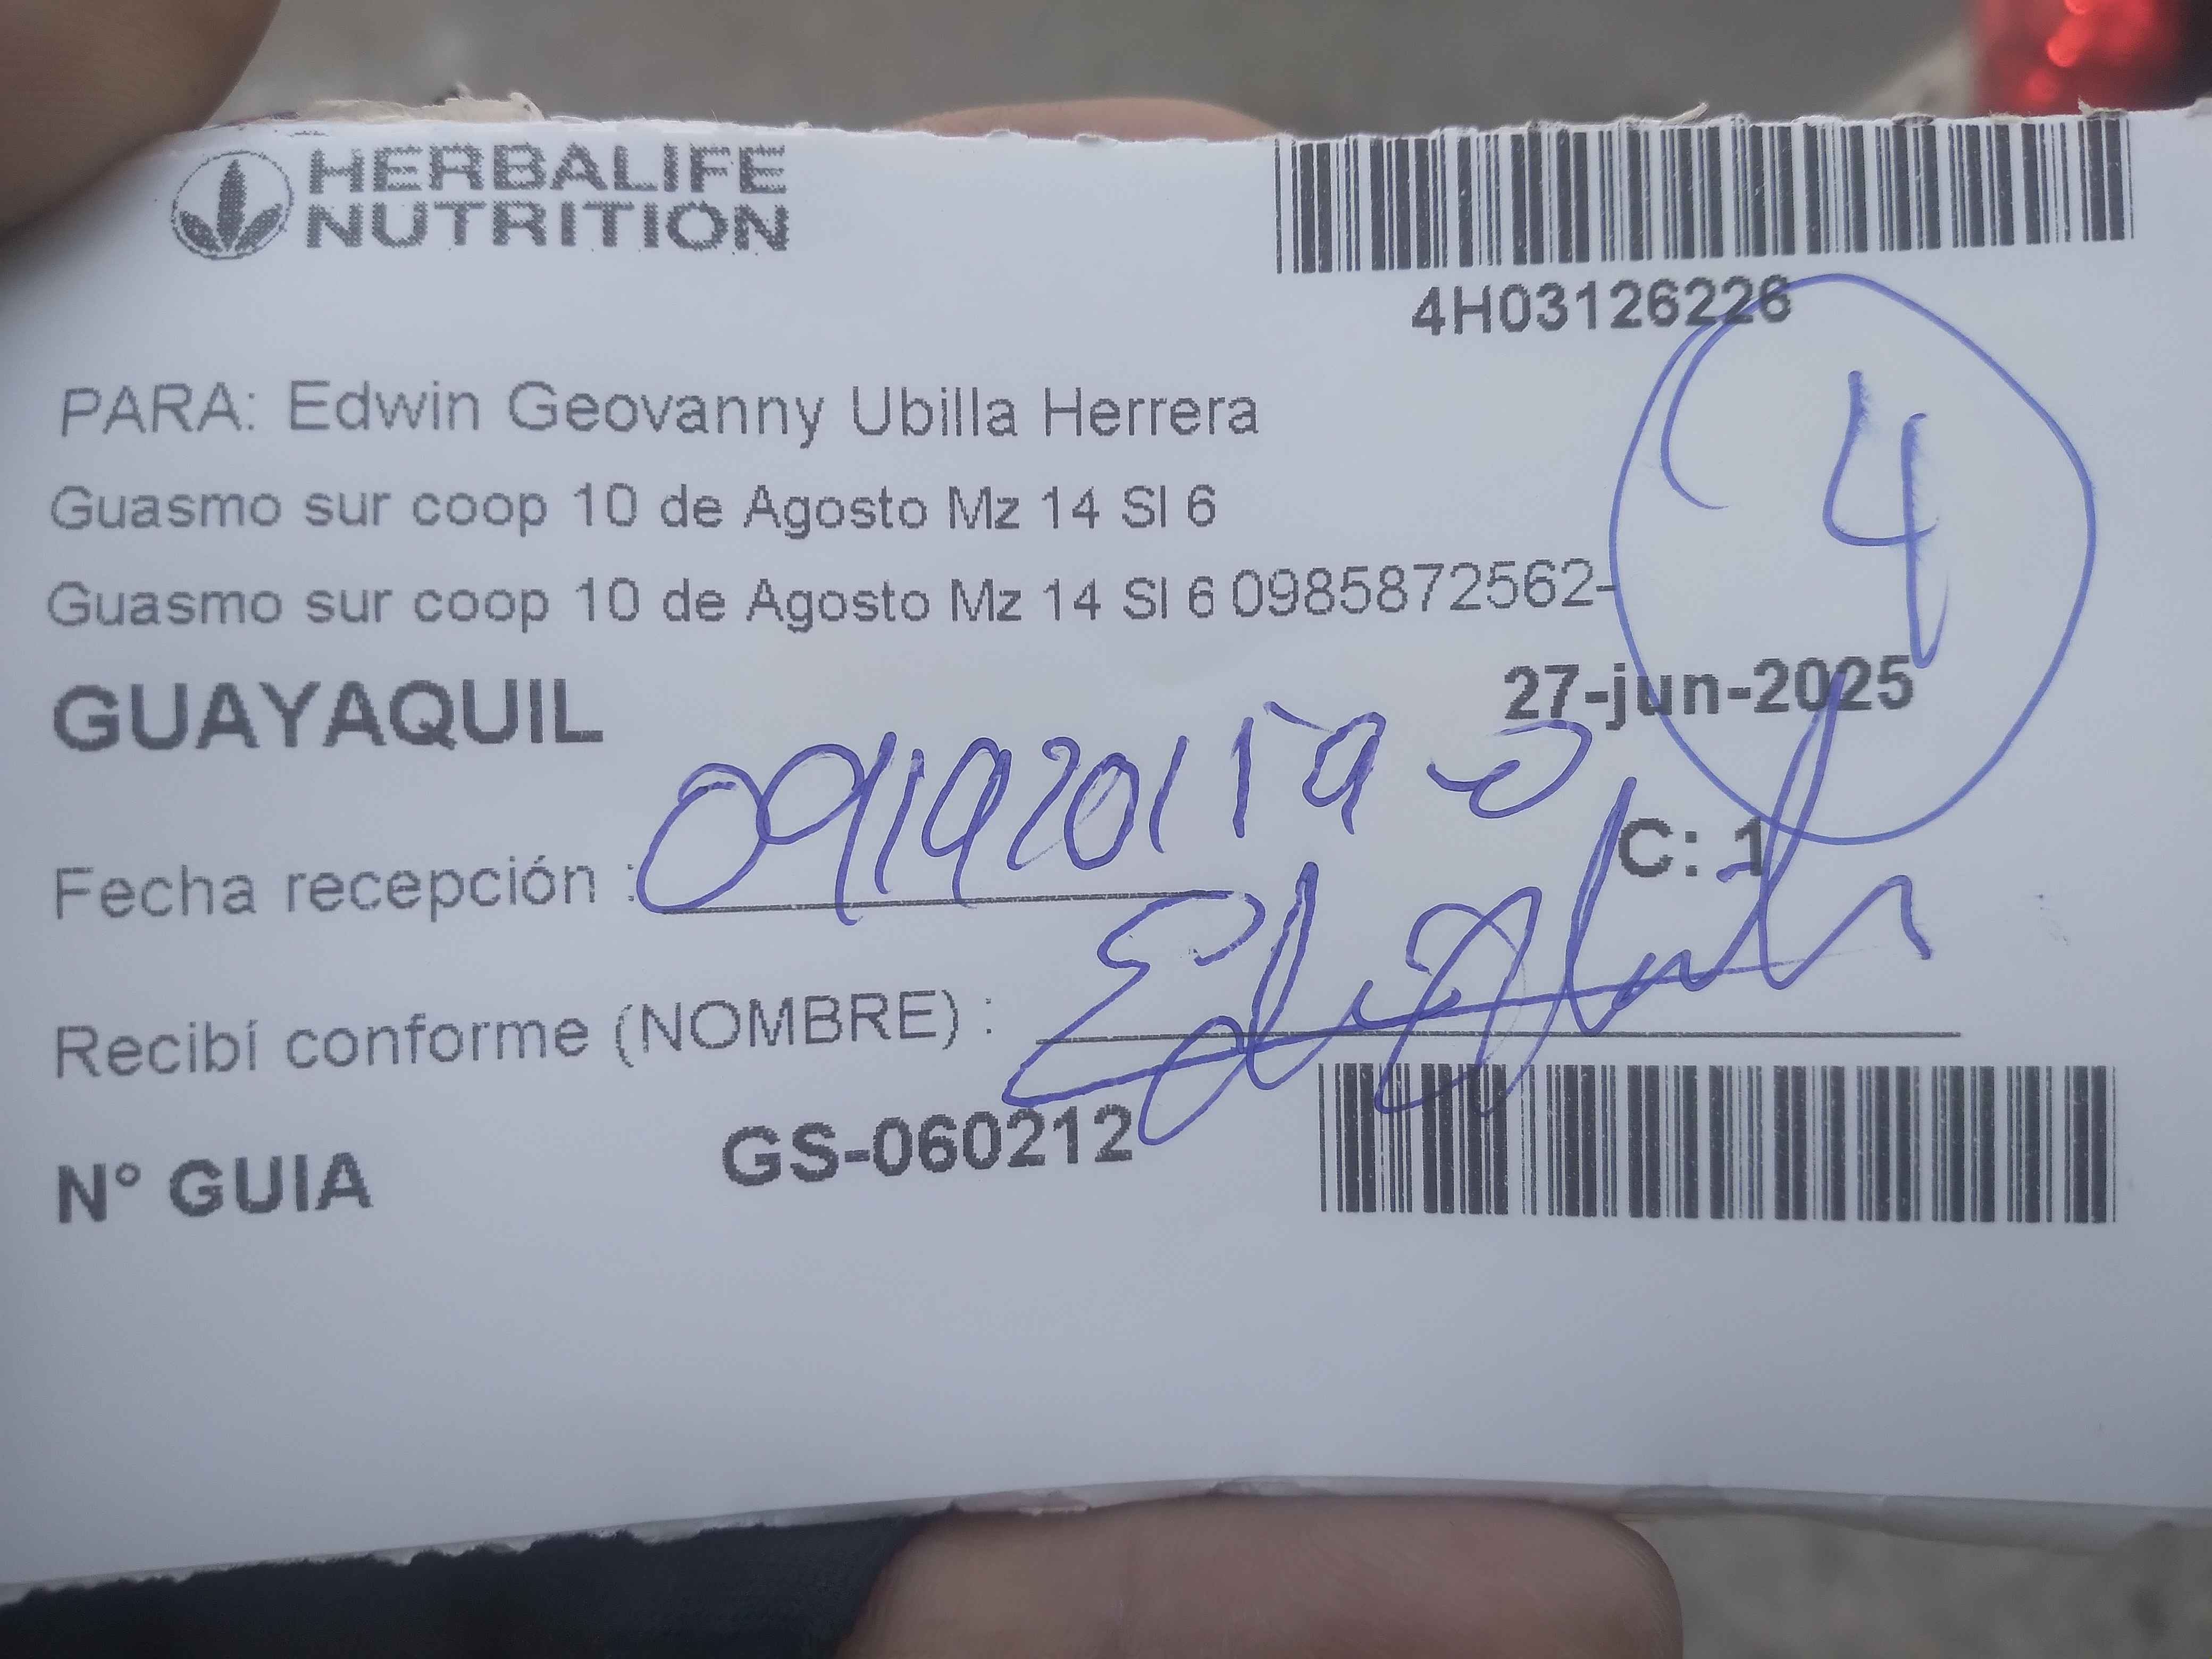 HERBALIFE
NUTRITION
4H03126226
4
PARA: Edwin Geovanny Ubilla Herrera
Guasmo sur coop 10 de Agosto Mz 14 Sl 6
Guasmo sur coop 10 de Agosto Mz 14 Sl 6 0985872562-
GUAYAQUIL
27-jun-2025
C: 1
Fecha recepción :
Recibí conforme (NOMBRE) :
N° GUIA GS-060212